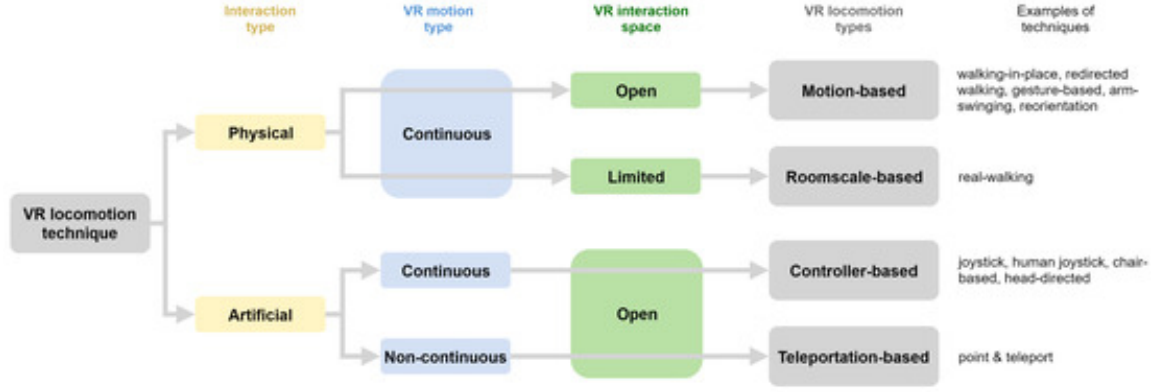 Interaction
type
VR motion
type
VR interaction
space
VR locomotion
types
Examples of
techniques
VR locomotion
technique
Physical
Continuous
Open
Motion-based
walking-in-place, redirected
walking, gesture-based, arm-
swinging, reorientation
Limited
Roomscale-based
real-walking
Artificial
Continuous
Open
Controller-based
joystick, human joystick, chair-
based, head-directed
Non-continuous
Teleportation-based
point & teleport